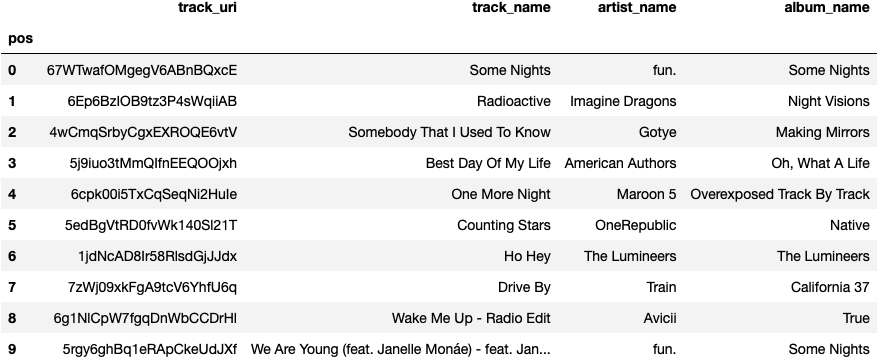 track_uri track_name artist_name album_name
pos
0 67WTwafOMgegV6ABnBQxcE Some Nights fun. Some Nights
1 6Ep6BzIOB9tz3P4sWqiiAB Radioactive Imagine Dragons Night Visions
2 4wCmqSrbyCgxEXROQE6vtV Somebody That I Used To Know Gotye Making Mirrors
3 5j9iuo3tMmQIfnEEQOOjxh Best Day Of My Life American Authors Oh, What A Life
4 6cpk00i5TxCqSeqNi2HuIe One More Night Maroon 5 Overexposed Track By Track
5 5edBgVtRD0fvWk140Sl21T Counting Stars OneRepublic Native
6 1jdNcAD8Ir58RlsdGjJJdx Ho Hey The Lumineers The Lumineers
7 7zWj09xkFgA9tcV6YhfU6q Drive By Train California 37
8 6g1NlCpW7fgqDnWbCCDrHl Wake Me Up - Radio Edit Avicii True
9 5rgy6ghBq1eRApCkeUdJXf We Are Young (feat. Janelle Monáe) - feat. Jan... fun. Some Nights